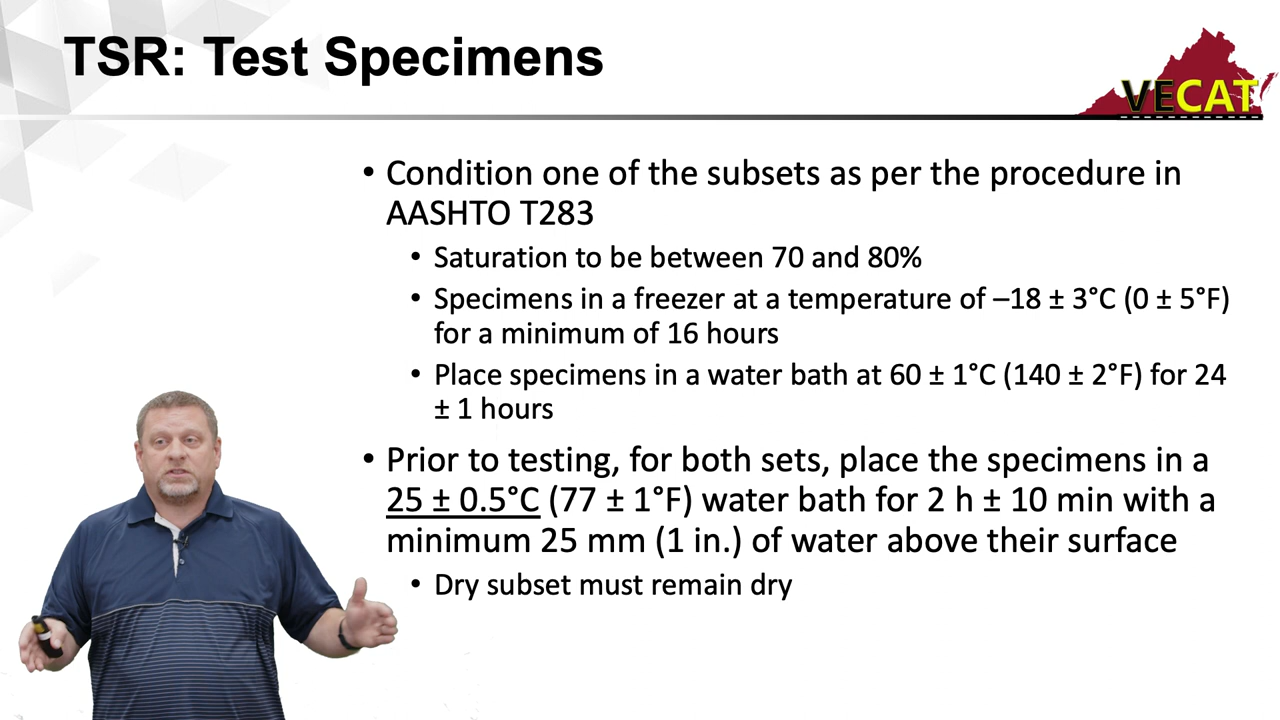 TSR: Test Specimens
VECAT
• Condition one of the subsets as per the procedure in
AASHTO T283
• Saturation to be between 70 and 80%
• Specimens in a freezer at a temperature of –18 ± 3°C (0 ± 5°F)
for a minimum of 16 hours
• Place specimens in a water bath at 60 ± 1°C (140 ± 2°F) for 24
± 1 hours
• Prior to testing, for both sets, place the specimens in a
25 ± 0.5°C (77 ± 1°F) water bath for 2 h ± 10 min with a
minimum 25 mm (1 in.) of water above their surface
• Dry subset must remain dry